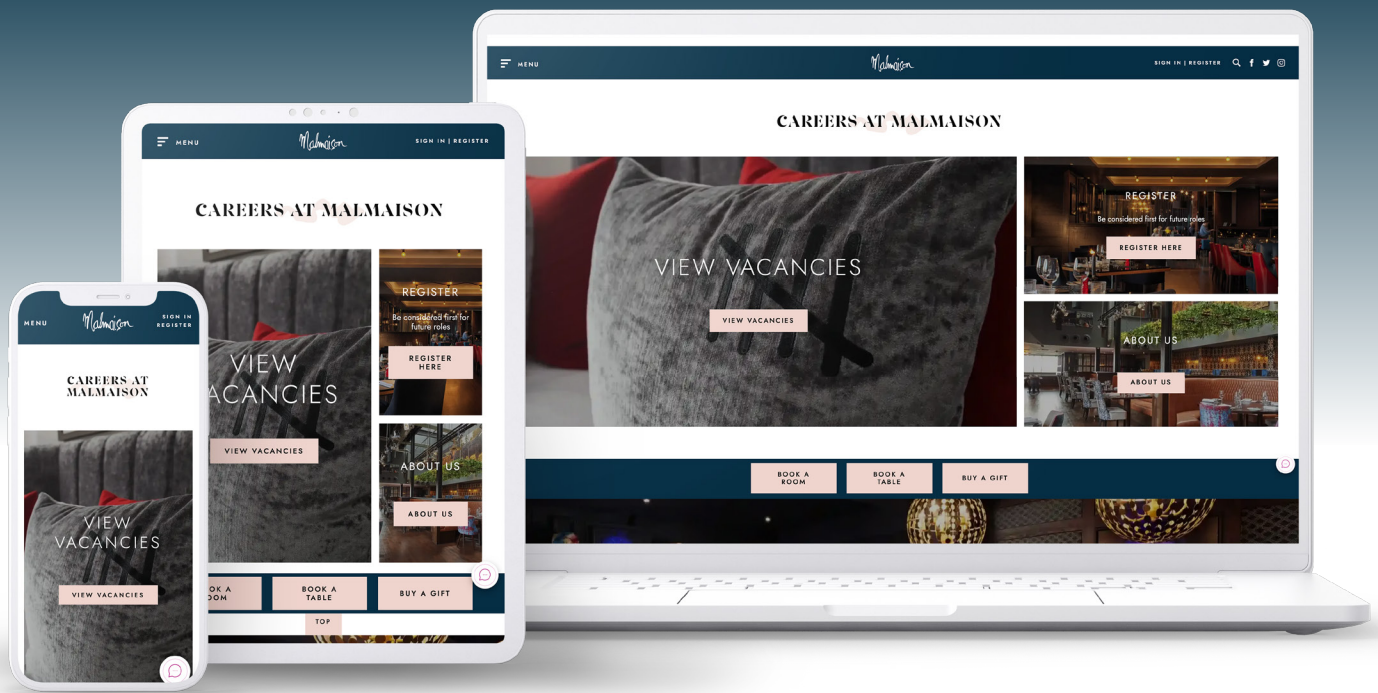 MENU
Malmaison
SIGN IN | REGISTER
CAREERS AT MALMAISON
VIEW VACANCIES
VIEW VACANCIES
REGISTER
Be considered first for future roles
REGISTER HERE
ABOUT US
ABOUT US
BOOK A
ROOM
BOOK A
TABLE
BUY A GIFT
MENU
Malmaison
SIGN IN | REGISTER
CAREERS AT MALMAISON
VIEW
ACANCIES
VIEW VACANCIES
REGISTER
Be considered first for
future roles
REGISTER
HERE
ABOUT US
ABOUT US
OK A
OOM
BOOK A
TABLE
BUY A GIFT
TOP
MENU
Malmaison
SIGN IN
REGISTER
CAREERS AT
MALMAISON
VIEW
VACANCIES
VIEW VACANCIES